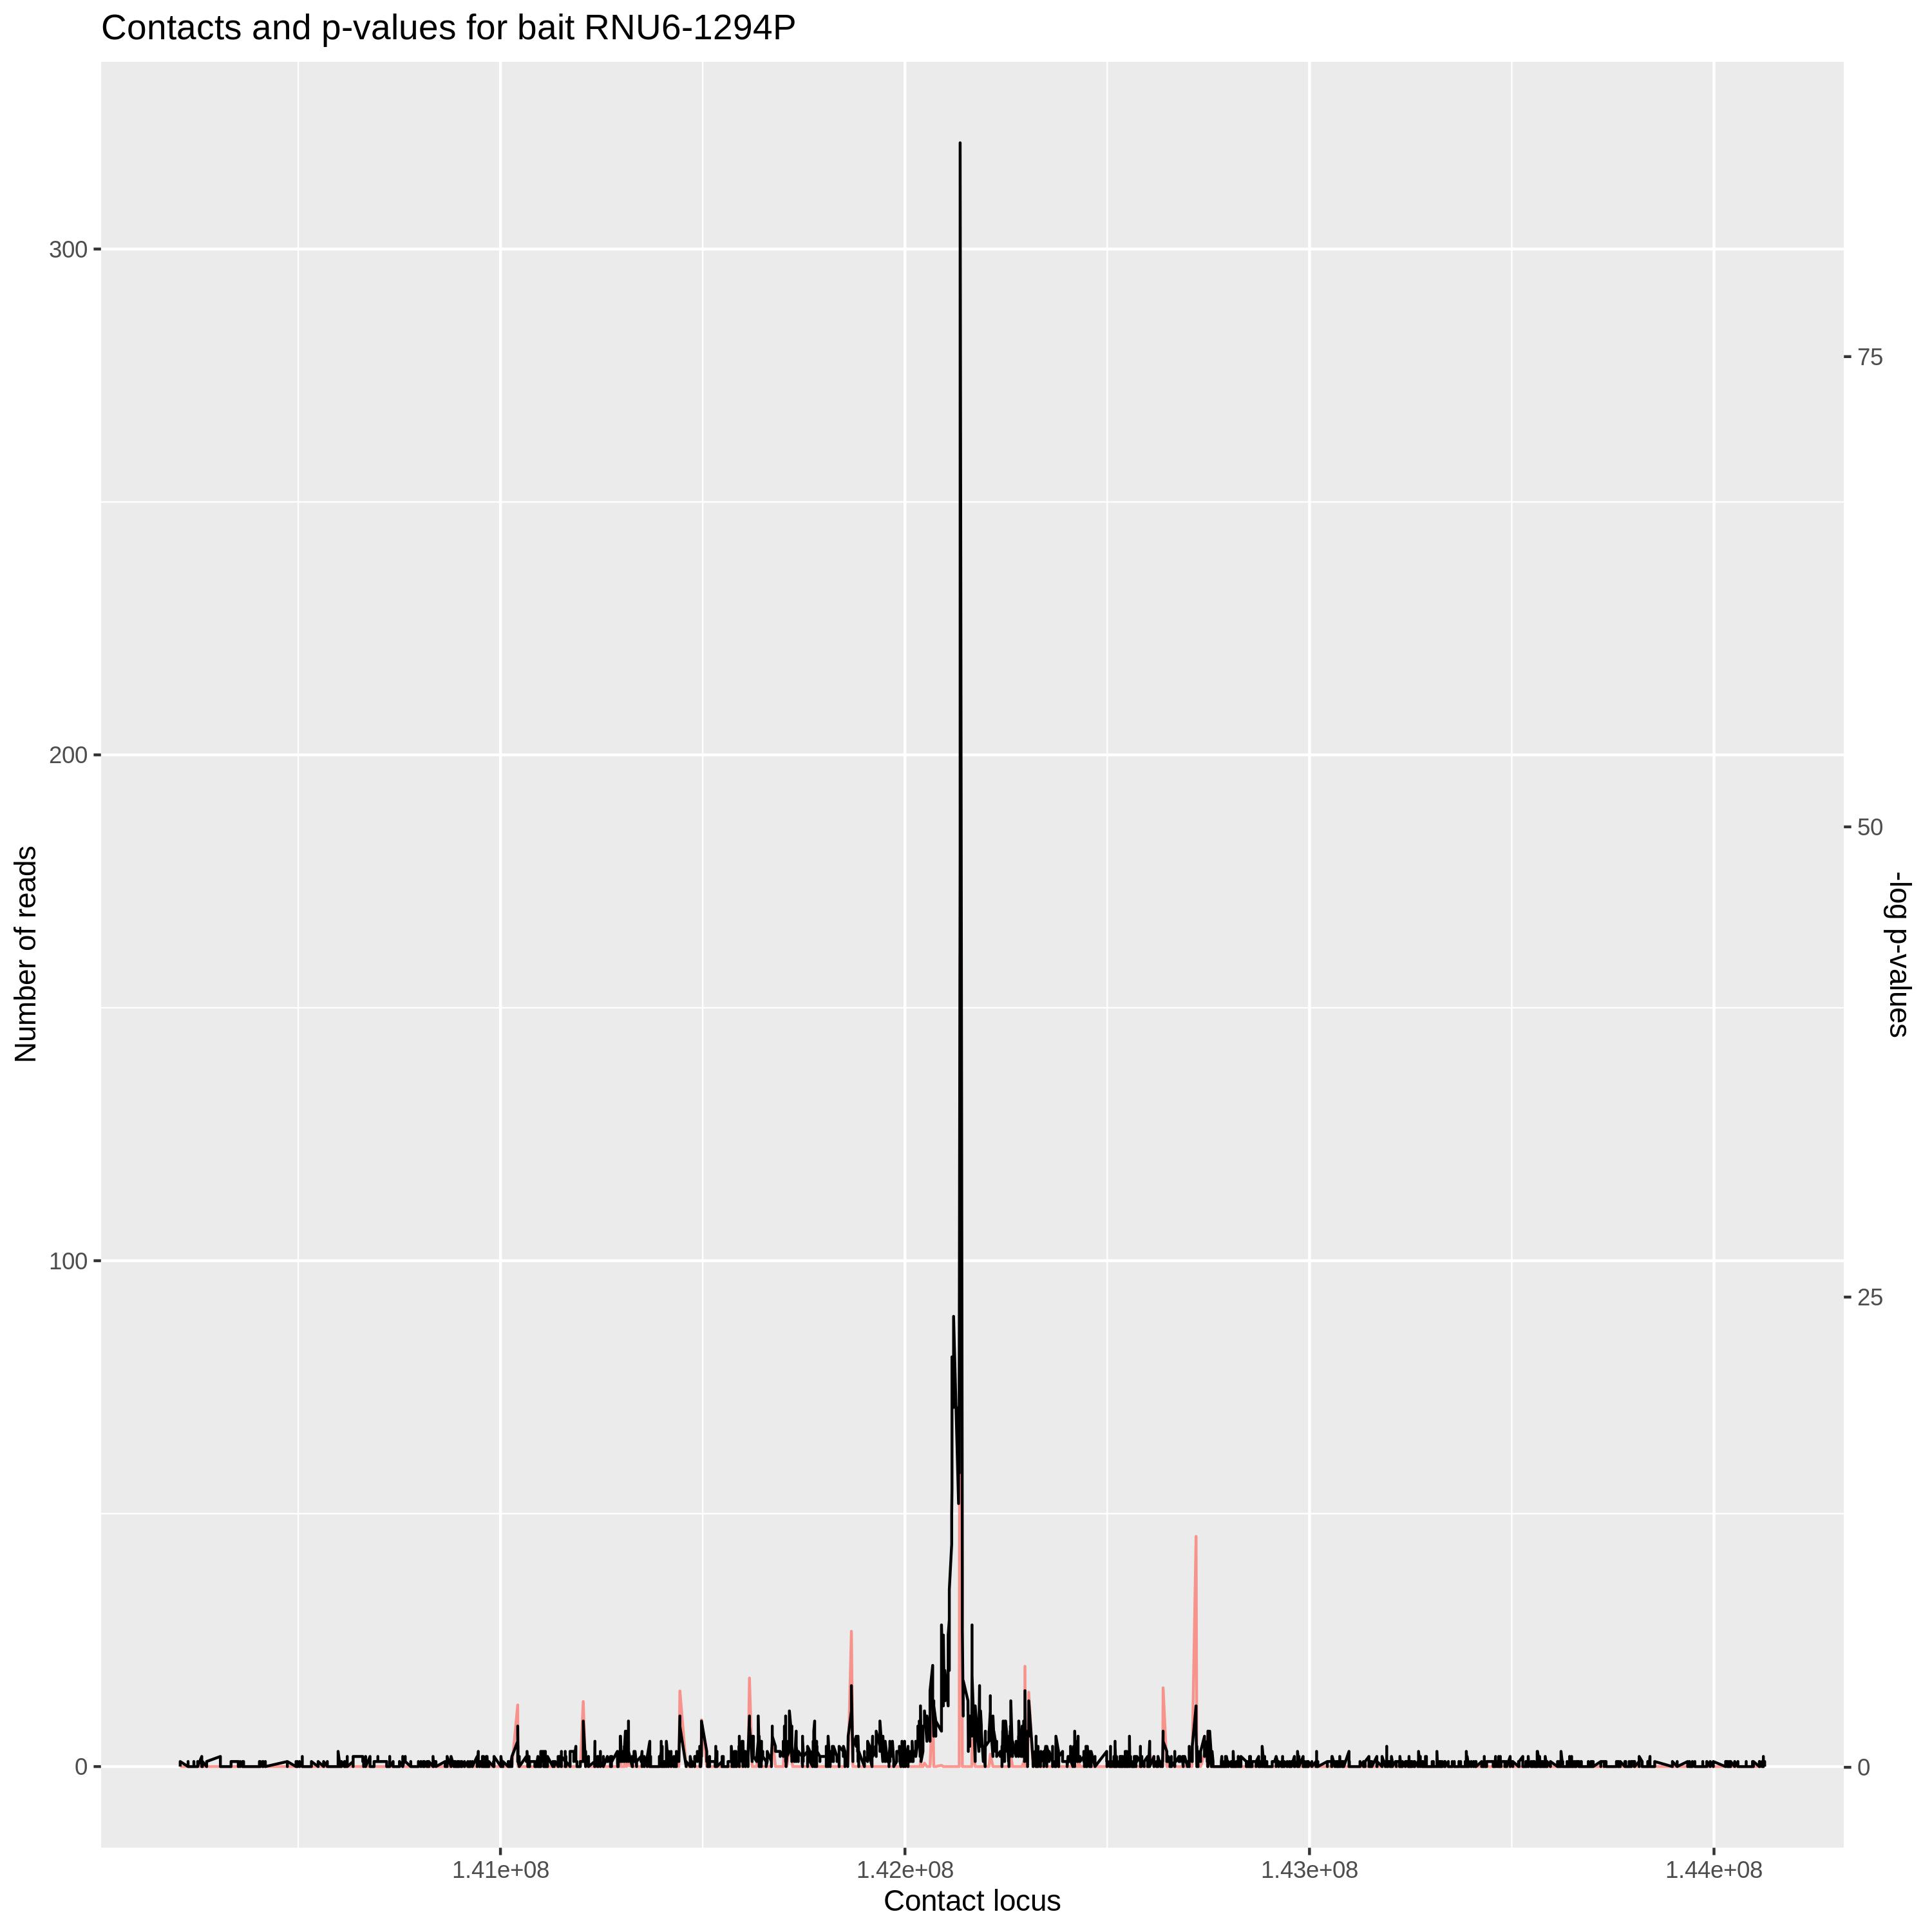 Contacts and p-values for bait RNU6-1294P
300
200
100
0
Number of reads
75
50
25
0
-log p-values
1.41e+08
1.42e+08
1.43e+08
1.44e+08
Contact locus